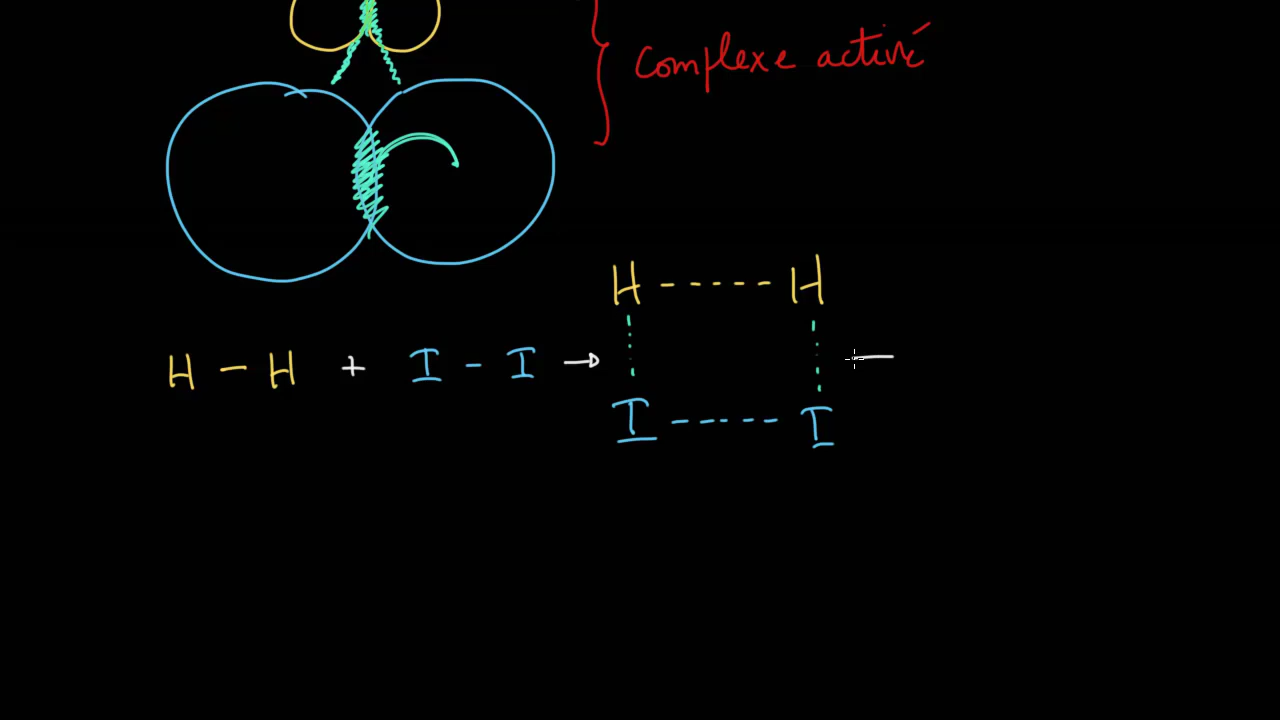 Complexe activé
H ----- H
H - H + I - I →
I ----- I